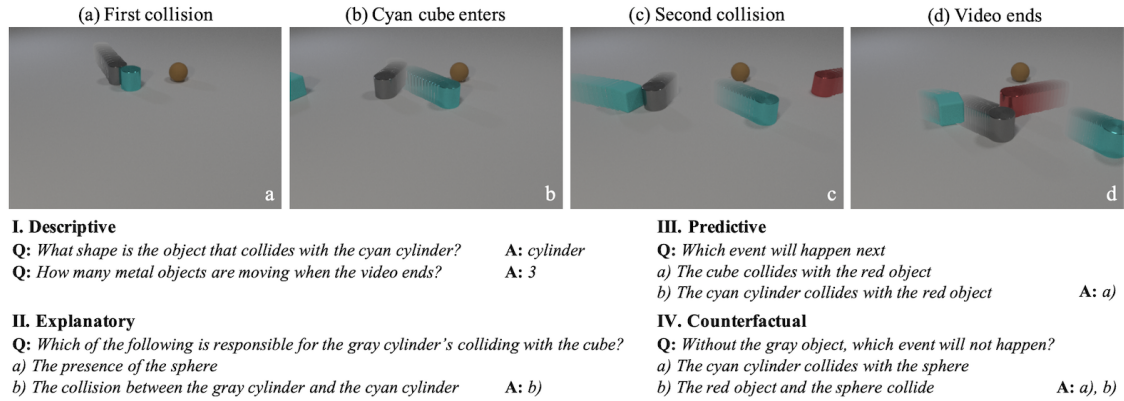 (a) First collision
(b) Cyan cube enters
(c) Second collision
(d) Video ends
a
b
c
d
I. Descriptive
Q: What shape is the object that collides with the cyan cylinder? A: cylinder
Q: How many metal objects are moving when the video ends? A: 3
II. Explanatory
Q: Which of the following is responsible for the gray cylinder's colliding with the cube?
a) The presence of the sphere
b) The collision between the gray cylinder and the cyan cylinder A: b)
III. Predictive
Q: Which event will happen next
a) The cube collides with the red object
b) The cyan cylinder collides with the red object A: a)
IV. Counterfactual
Q: Without the gray object, which event will not happen?
a) The cyan cylinder collides with the sphere
b) The red object and the sphere collide A: a), b)